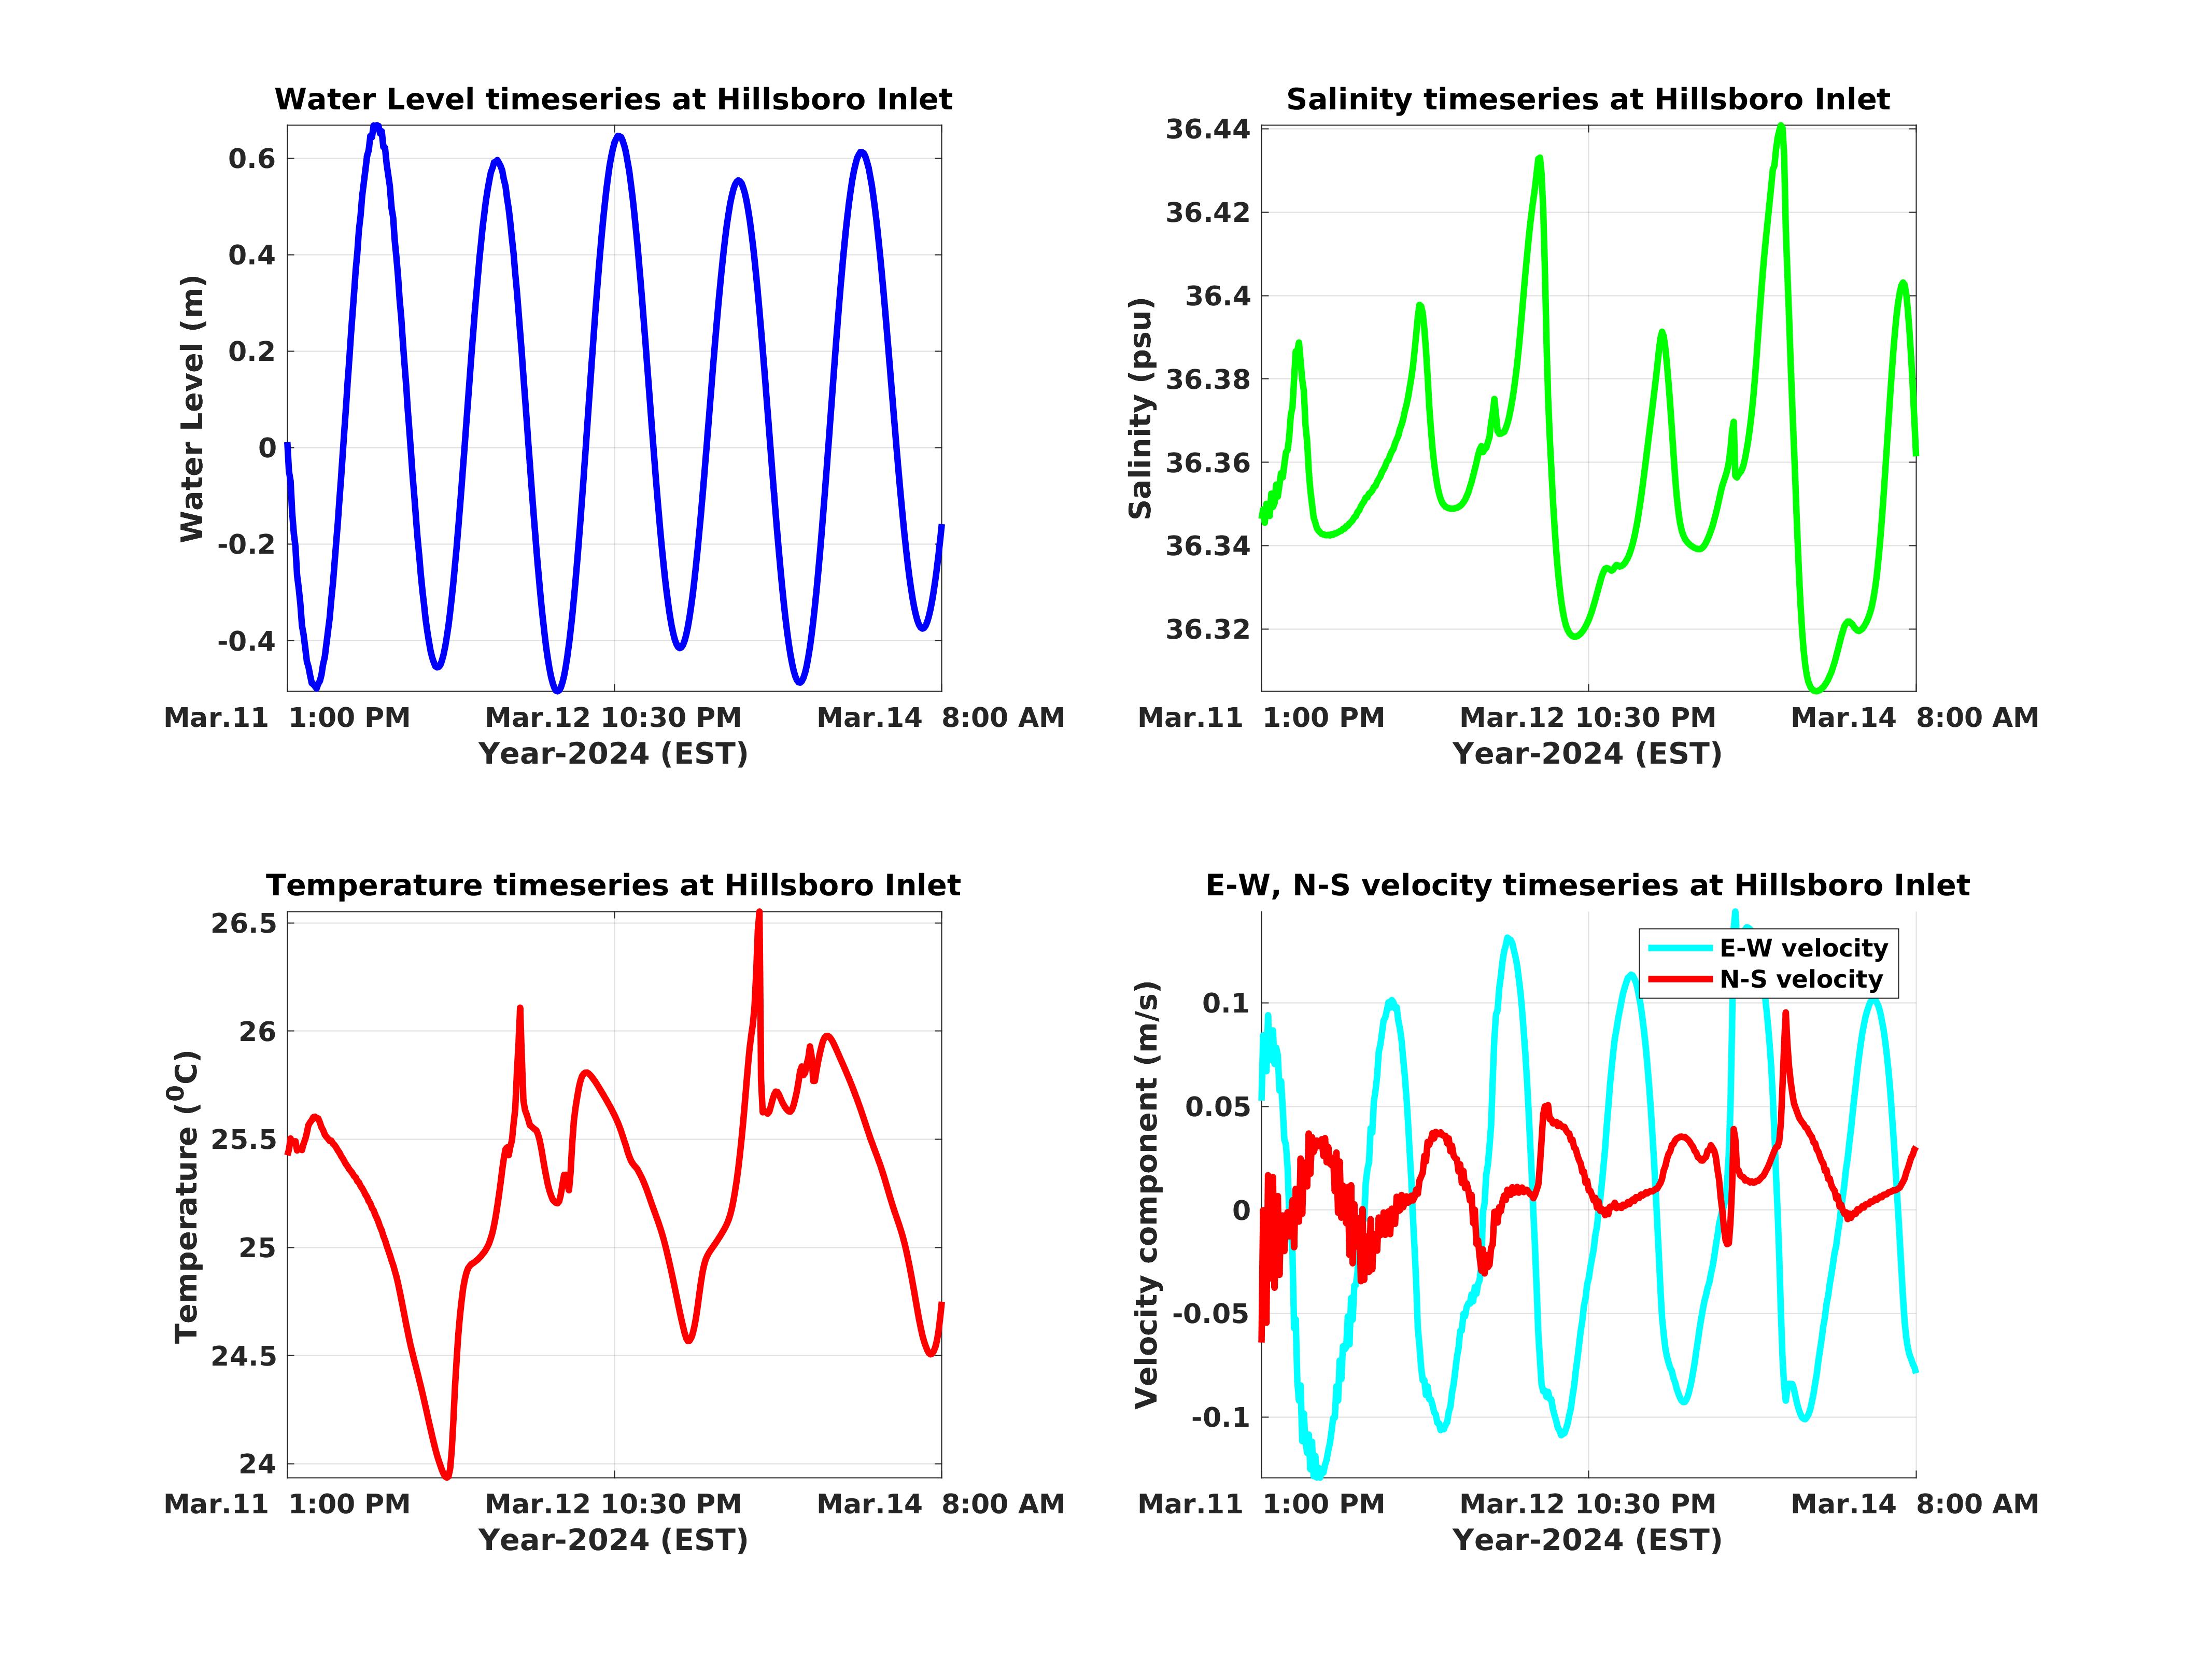 Water Level timeseries at Hillsboro Inlet
Water Level (m)
0.6
0.4
0.2
0
-0.2
-0.4
Mar.11 1:00 PM Mar.12 10:30 PM Mar.14 8:00 AM
Year-2024 (EST)
Salinity timeseries at Hillsboro Inlet
Salinity (psu)
36.44
36.42
36.4
36.38
36.36
36.34
36.32
Mar.11 1:00 PM Mar.12 10:30 PM Mar.14 8:00 AM
Year-2024 (EST)
Temperature timeseries at Hillsboro Inlet
Temperature (⁰C)
26.5
26
25.5
25
24.5
24
Mar.11 1:00 PM Mar.12 10:30 PM Mar.14 8:00 AM
Year-2024 (EST)
E-W, N-S velocity timeseries at Hillsboro Inlet
Velocity component (m/s)
E-W velocity
N-S velocity
0.1
0.05
0
-0.05
-0.1
Mar.11 1:00 PM Mar.12 10:30 PM Mar.14 8:00 AM
Year-2024 (EST)